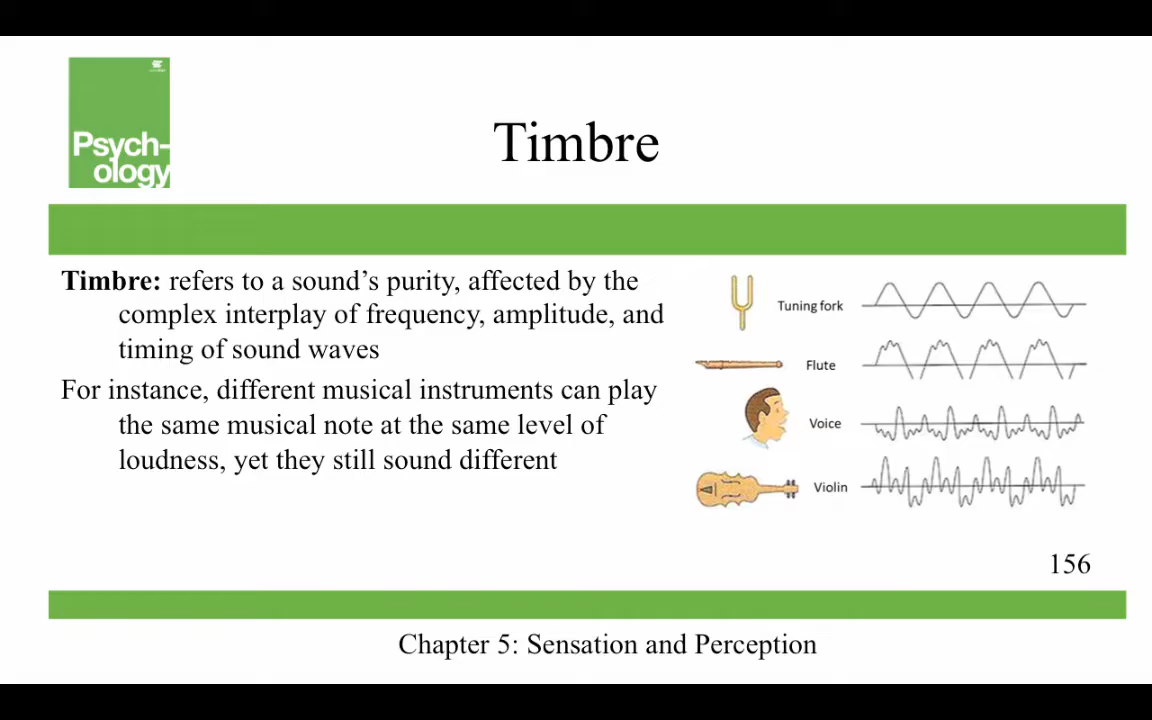 Psych-
ology
Timbre
Timbre: refers to a sound’s purity, affected by the
complex interplay of frequency, amplitude, and
timing of sound waves
For instance, different musical instruments can play
the same musical note at the same level of
loudness, yet they still sound different
Tuning fork
Flute
Voice
Violin
156
Chapter 5: Sensation and Perception